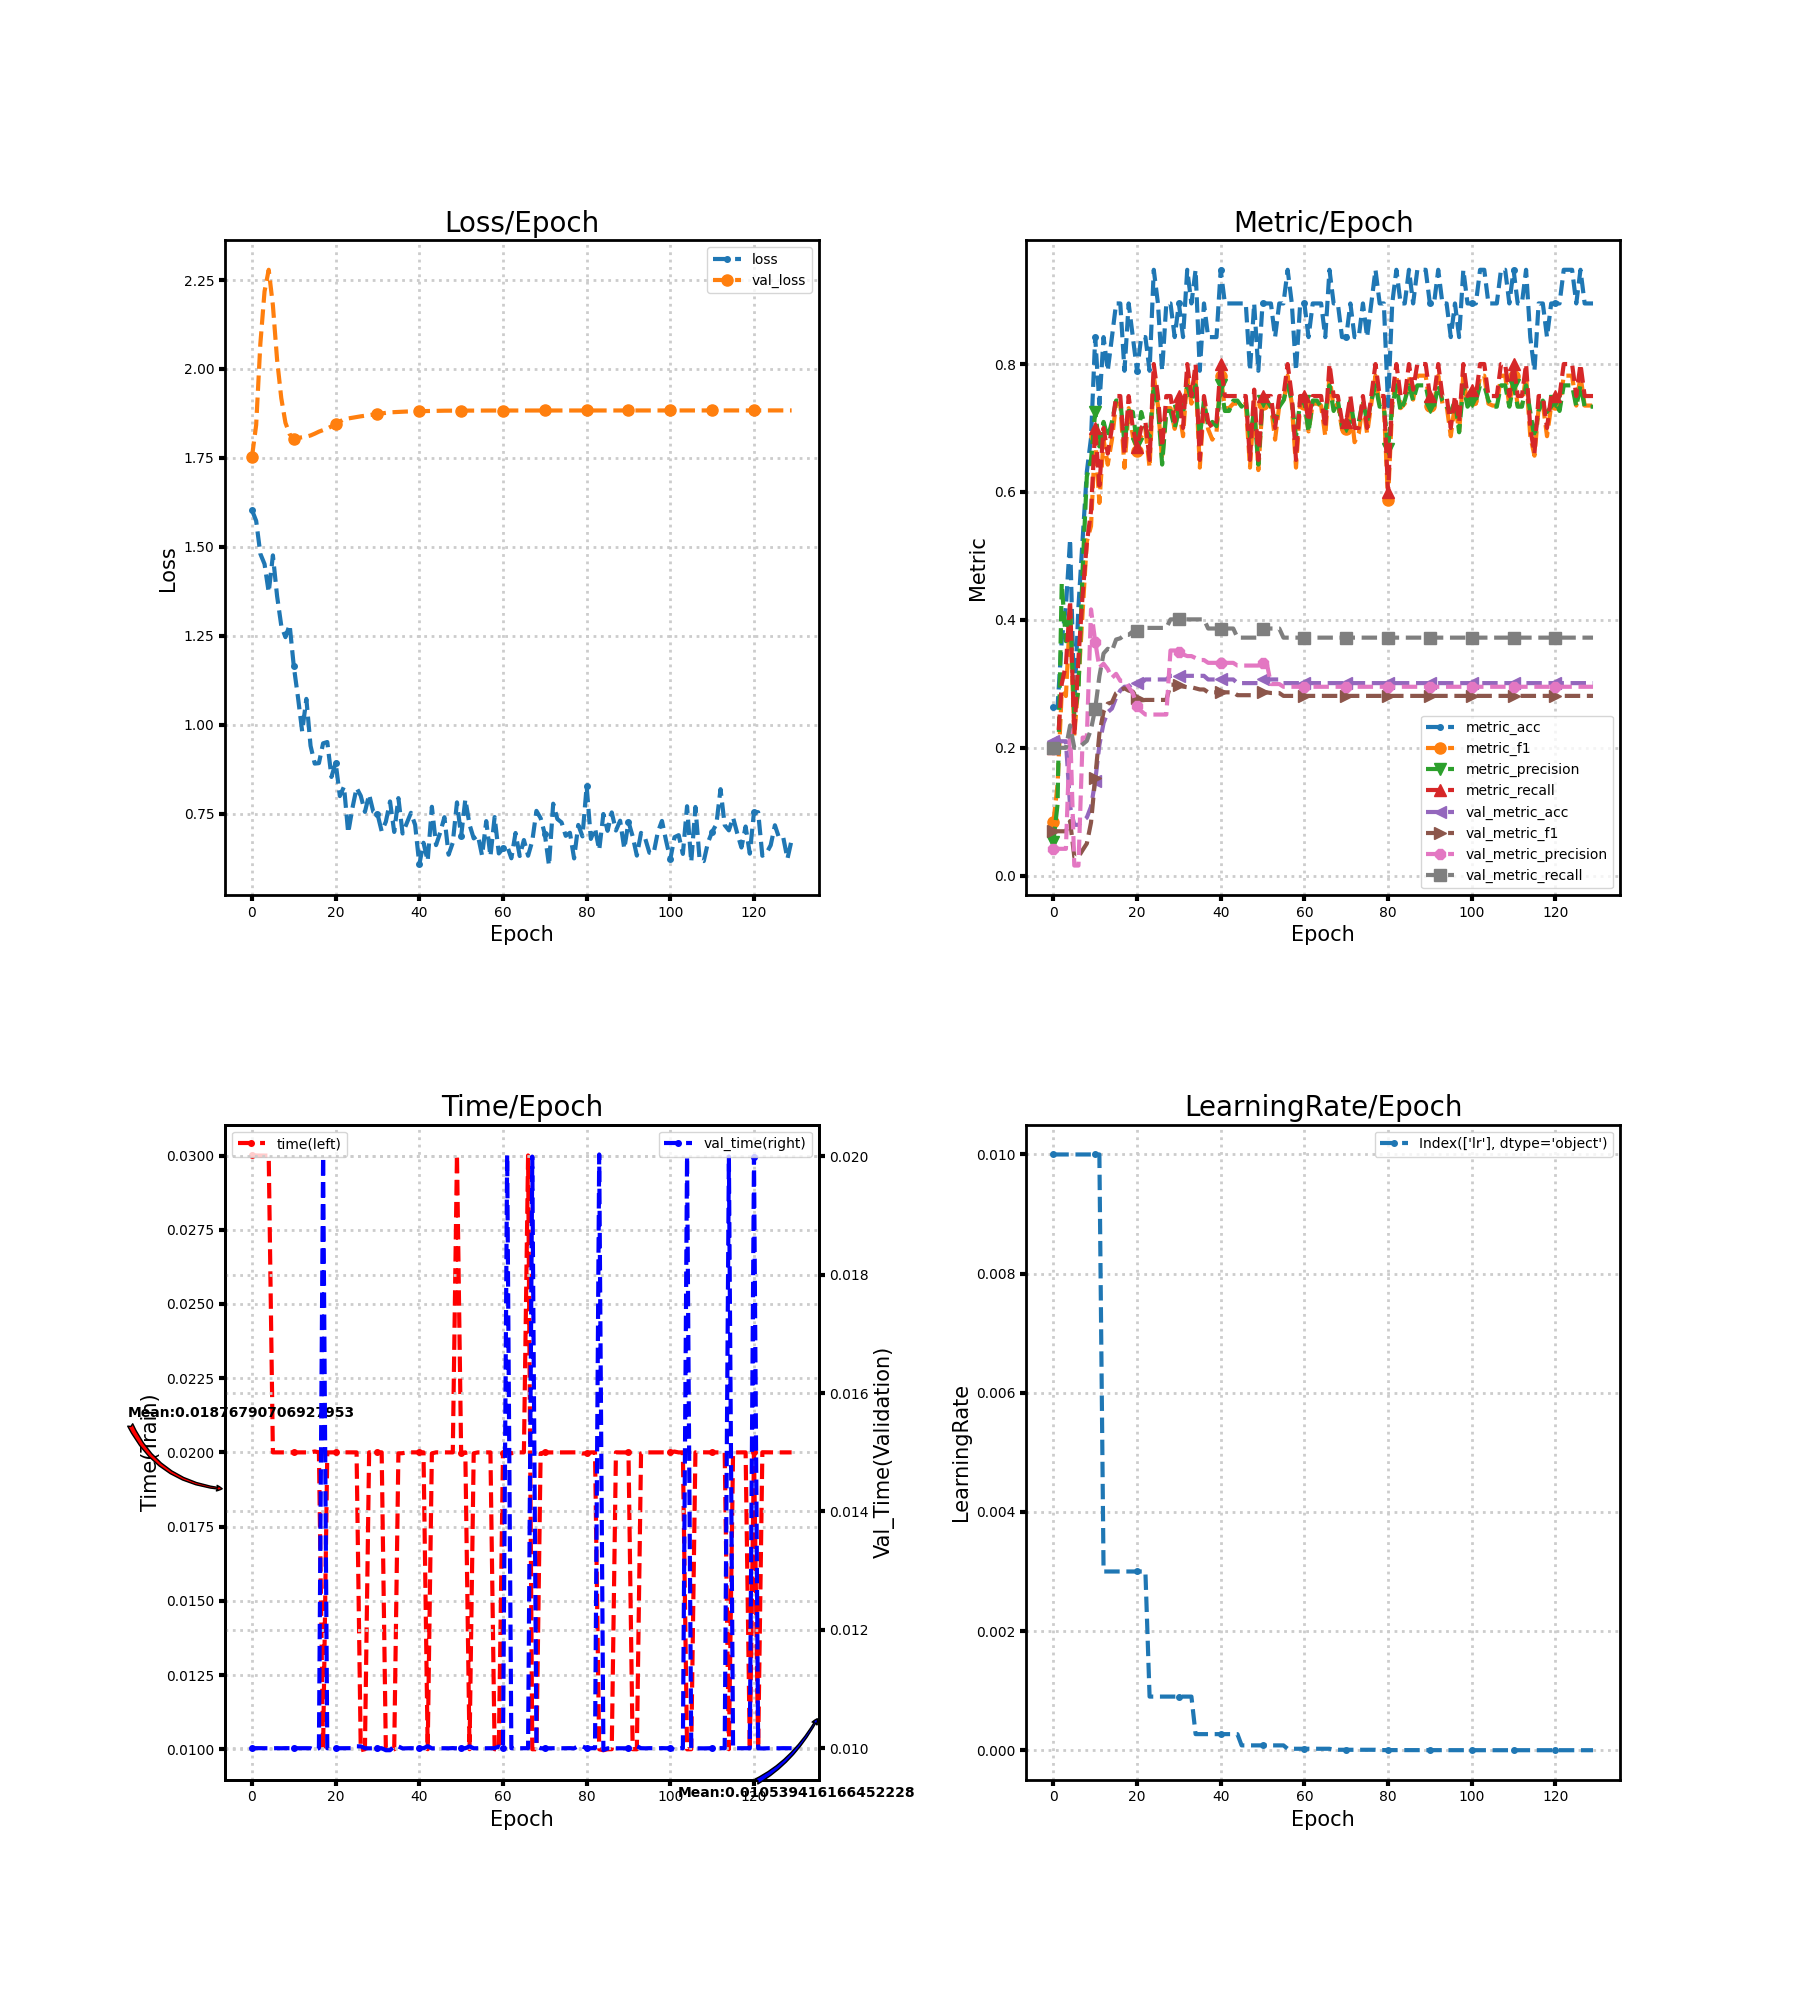 Loss/Epoch
loss
val_loss
2.25
2.00
1.75
1.50
1.25
1.00
0.75
Loss
0 20 40 60 80 100 120
Epoch
Metric/Epoch
0.8
0.6
0.4
0.2
0.0
Metric
metric_acc
metric_f1
metric_precision
metric_recall
val_metric_acc
val_metric_f1
val_metric_precision
val_metric_recall
0 20 40 60 80 100 120
Epoch
Time/Epoch
time(left)
val_time(right)
0.0300
0.0275
0.0250
0.0225
0.0200
0.0175
0.0150
0.0125
0.0100
Time(Train)
Mean:0.01876790706927953
0.020
0.018
0.016
0.014
0.012
0.010
Val_Time(Validation)
Mean:0.010539416166452228
0 20 40 60 80 100 120
Epoch
LearningRate/Epoch
Index(['lr'], dtype='object')
0.010
0.008
0.006
0.004
0.002
0.000
LearningRate
0 20 40 60 80 100 120
Epoch